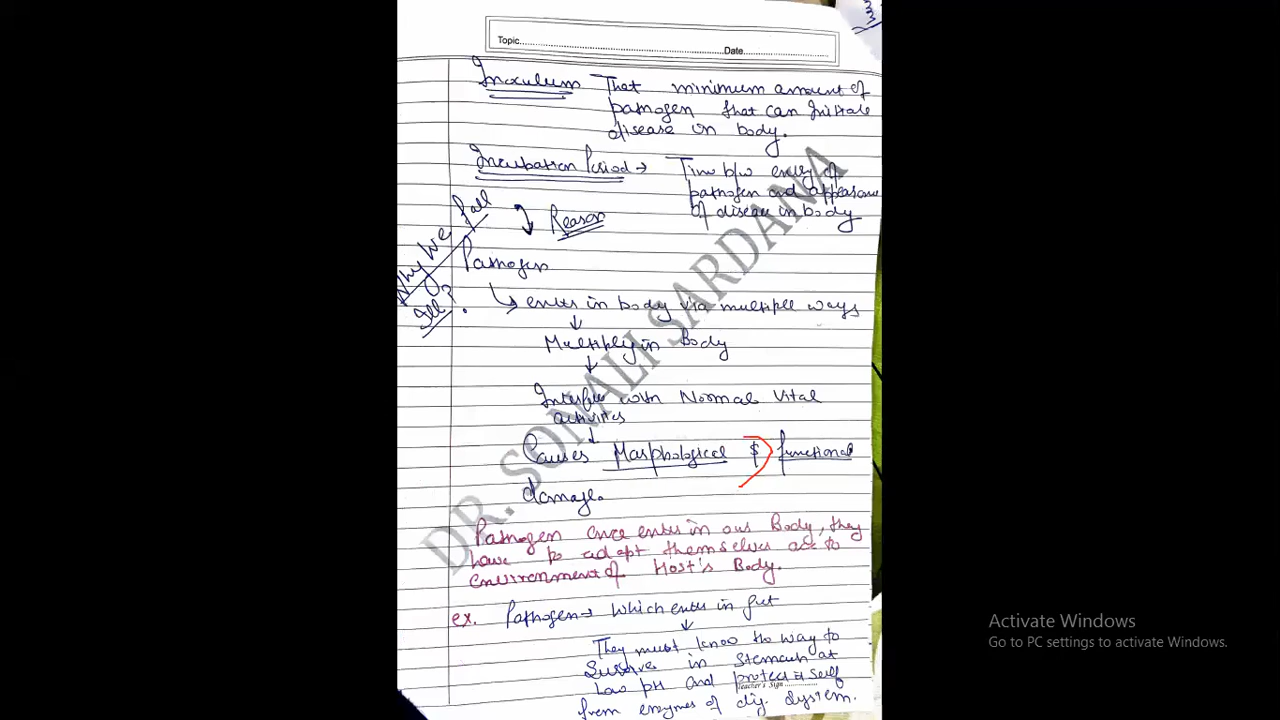 Topic..............................Date..............
Inoculum That minimum amount of
pathogen that can Initiate
disease in body.
Incubation Period → Time b/w entry of
pathogen and appearance
of disease in body
Reason
Why We fall
Ill?
Pathogen
↳ enters in body via multiple ways
↓
Multiply in Body
↓
Interfere with Normal Vital
activities
↓
Causes Morphological & functional
damage.
Pathogen once enter in our Body, they
have to adapt themselves acc to
environment of Host's Body.
ex. Pathogen → Which enters in gut
↓
They must know the way to
Survive in stomach at
low pH and protect itself
Teacher's Sign..............
from enzymes of dig. system.
DR. SONALI SARDANA
Activate Windows
Go to PC settings to activate Windows.